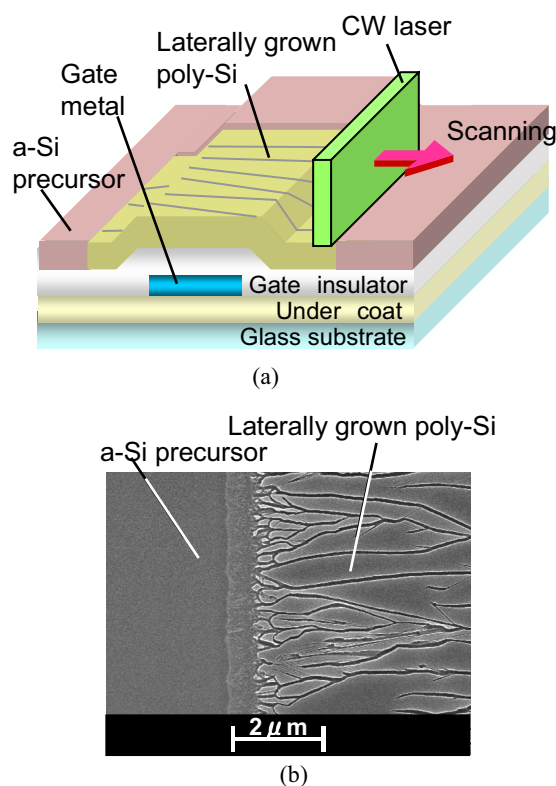 CW laser
Laterally grown
poly-Si
Gate
metal
Scanning
a-Si
precursor
Gate insulator
Under coat
Glass substrate
(a)
Laterally grown poly-Si
a-Si precursor
2 μm
(b)